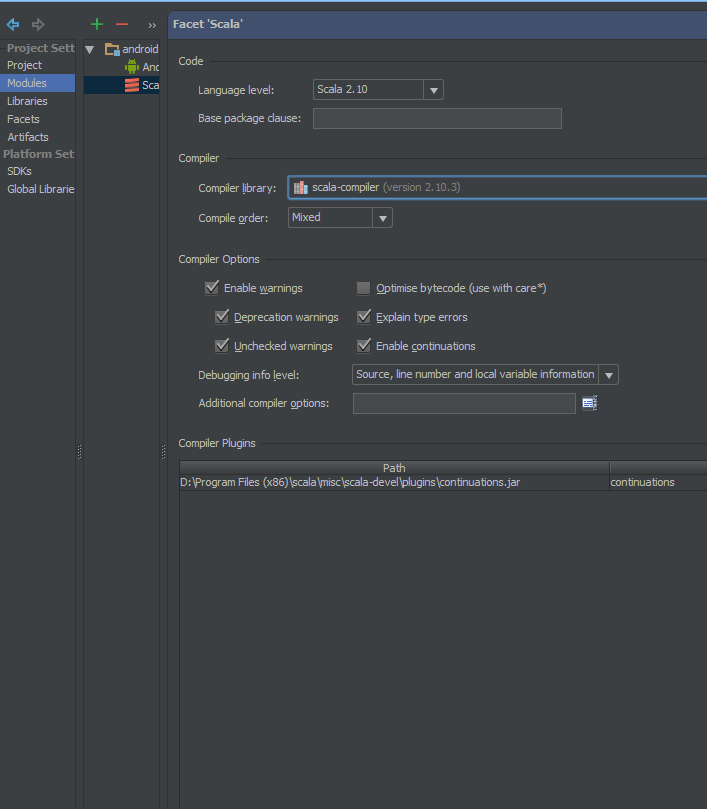 Project Sett
Project
Modules
Libraries
Facets
Artifacts
Platform Set
SDKs
Global Librarie
android
And
Sca
Facet 'Scala'
Code
Language level: Scala 2.10
Base package clause:
Compiler
Compiler library: scala-compiler (version 2.10.3)
Compile order: Mixed
Compiler Options
Enable warnings Optimise bytecode (use with care*)
Deprecation warnings Explain type errors
Unchecked warnings Enable continuations
Debugging info level: Source, line number and local variable information
Additional compiler options:
Compiler Plugins
Path
D:\Program Files (x86)\scala\misc\scala-devel\plugins\continuations.jar continuations